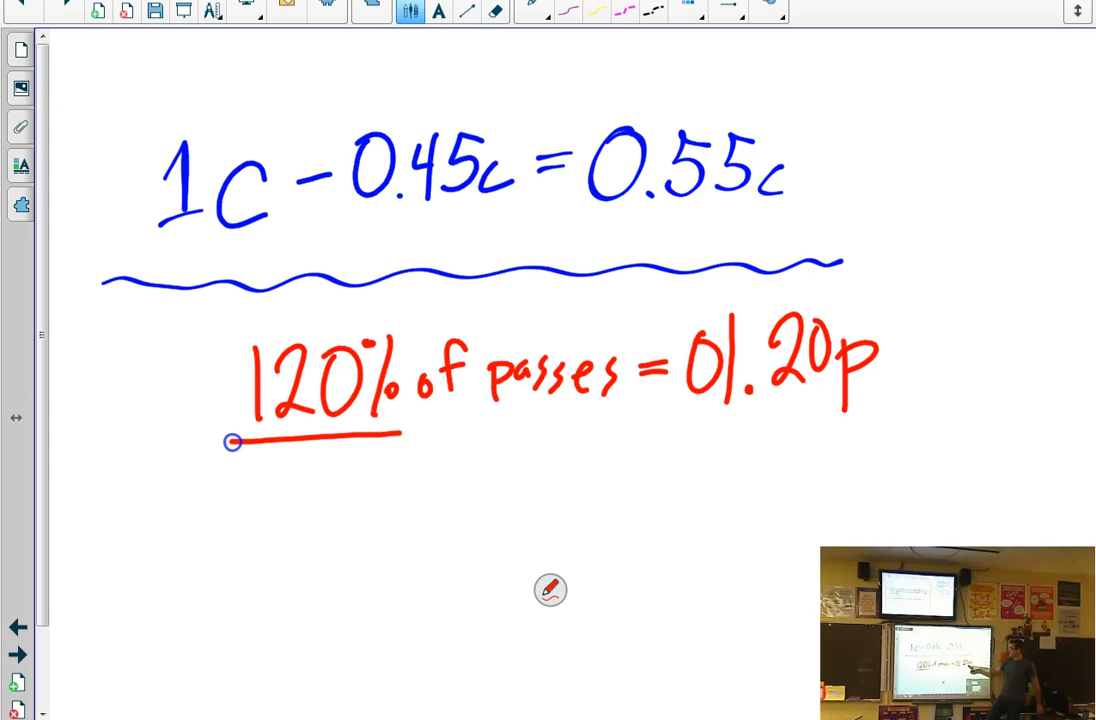 1c - 0.45c = 0.55c
120% of passes = 01.20p